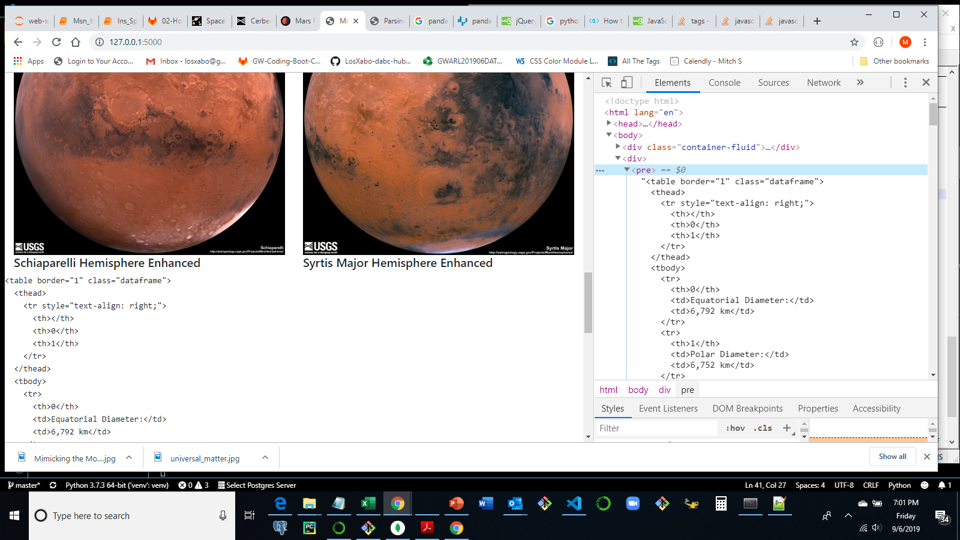 web-s
Msn_
Ins_Sp
02-Ho
Space
Cerbe
Mars
Mi
Parsin
panda
panda
jQuery
pytho
How t
JavaSc
tags -
javasc
javasc
127.0.0.1:5000
M
Apps
Login to Your Acco...
Inbox - losxabo@g...
GW-Coding-Boot-C
LosXabo-dabc-hub...
GWARL201906DAT...
CSS Color Module L...
All The Tags
Calendly - Mitch S
Other bookmarks
USGS
Schiaparelli
Schiaparelli Hemisphere Enhanced
USGS
Syrtis Major
Syrtis Major Hemisphere Enhanced
<table border="1" class="dataframe">
<thead>
<tr style="text-align: right;">
<th></th>
<th>0</th>
<th>1</th>
</tr>
</thead>
<tbody>
<tr>
<th>0</th>
<td>Equatorial Diameter:</td>
<td>6,792 km</td>
Elements
Console
Sources
Network
<!doctype html>
<html lang="en">
<head>…</head>
<body>
<div class="container-fluid">…</div>
<div>
<pre> == $0
"<table border="1" class="dataframe">
<thead>
<tr style="text-align: right;">
<th></th>
<th>0</th>
<th>1</th>
</tr>
</thead>
<tbody>
<tr>
<th>0</th>
<td>Equatorial Diameter:</td>
<td>6,792 km</td>
</tr>
<tr>
<th>1</th>
<td>Polar Diameter:</td>
<td>6,752 km</td>
</tr>
html body div pre
Styles
Event Listeners
DOM Breakpoints
Properties
Accessibility
Filter
:hov .cls +
Mimicking the Mo....jpg
universal_matter.jpg
Show all
master*
Python 3.7.3 64-bit ('venv': venv)
0
3
Select Postgres Server
Ln 41, Col 27
Spaces: 4
UTF-8
CRLF
Python
1
Type here to search
7:01 PM
Friday
9/6/2019
34